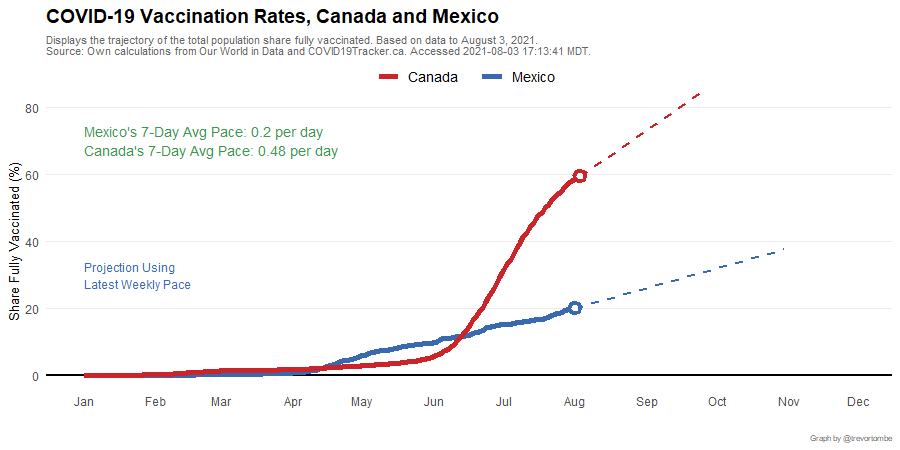 COVID-19 Vaccination Rates, Canada and Mexico
Displays the trajectory of the total population share fully vaccinated. Based on data to August 3, 2021.
Source: Own calculations from Our World in Data and COVID19Tracker.ca. Accessed 2021-08-03 17:13:41 MDT.
Canada Mexico
Share Fully Vaccinated (%)
80
Mexico's 7-Day Avg Pace: 0.2 per day
Canada's 7-Day Avg Pace: 0.48 per day
60
40
Projection Using
Latest Weekly Pace
20
0
Jan Feb Mar Apr May Jun Jul Aug Sep Oct Nov Dec
Graph by @trevortombe